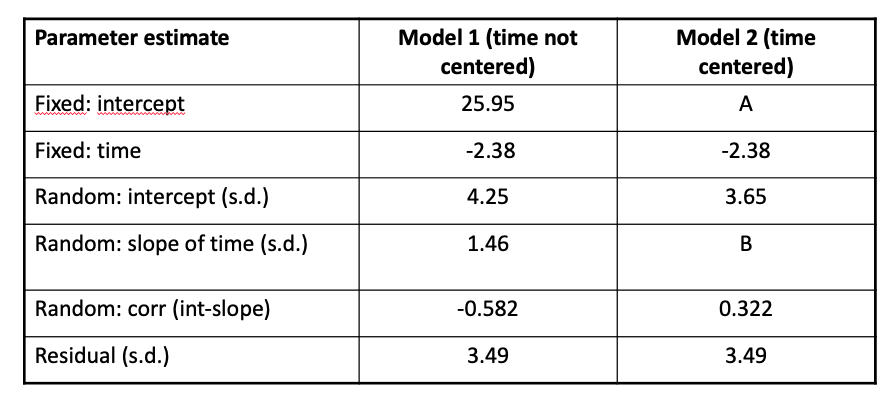 Parameter estimate Model 1 (time not centered) Model 2 (time centered)
Fixed: intercept 25.95 A
Fixed: time -2.38 -2.38
Random: intercept (s.d.) 4.25 3.65
Random: slope of time (s.d.) 1.46 B
Random: corr (int-slope) -0.582 0.322
Residual (s.d.) 3.49 3.49